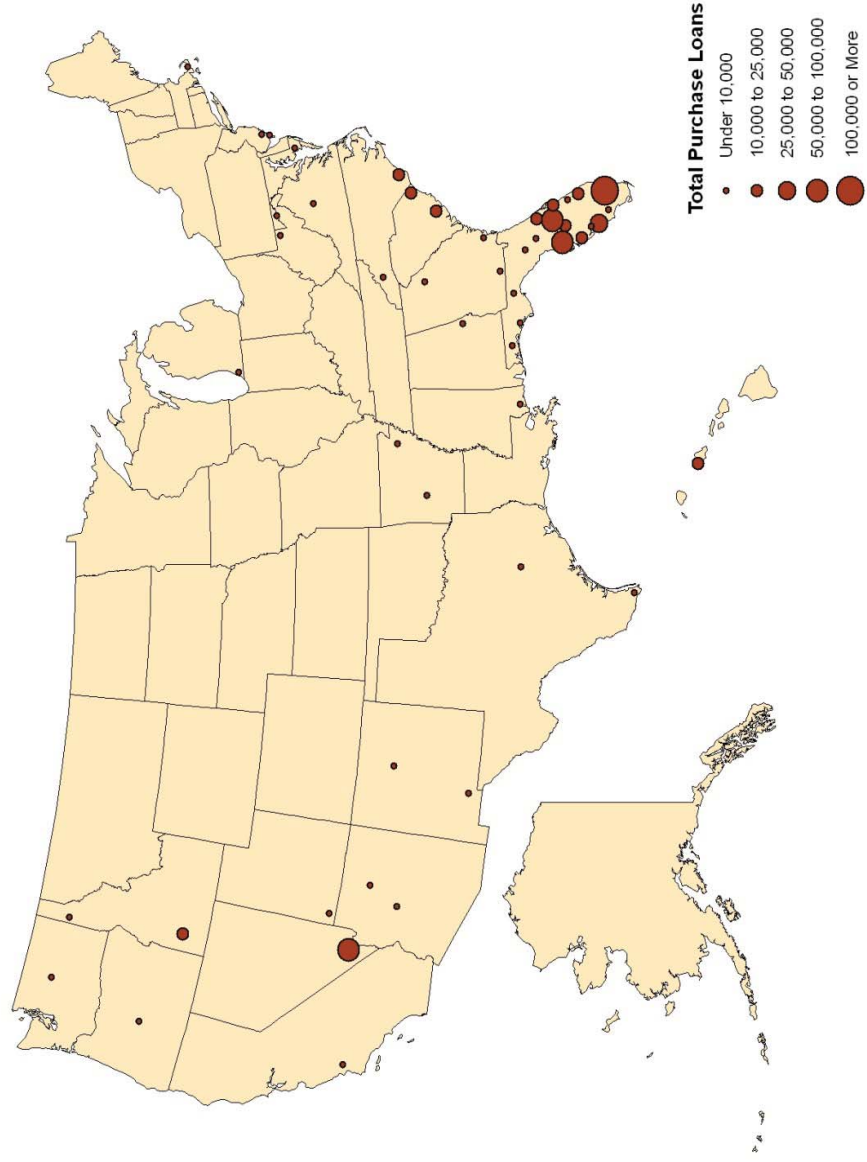 Total Purchase Loans
Under 10,000
10,000 to 25,000
25,000 to 50,000
50,000 to 100,000
100,000 or More